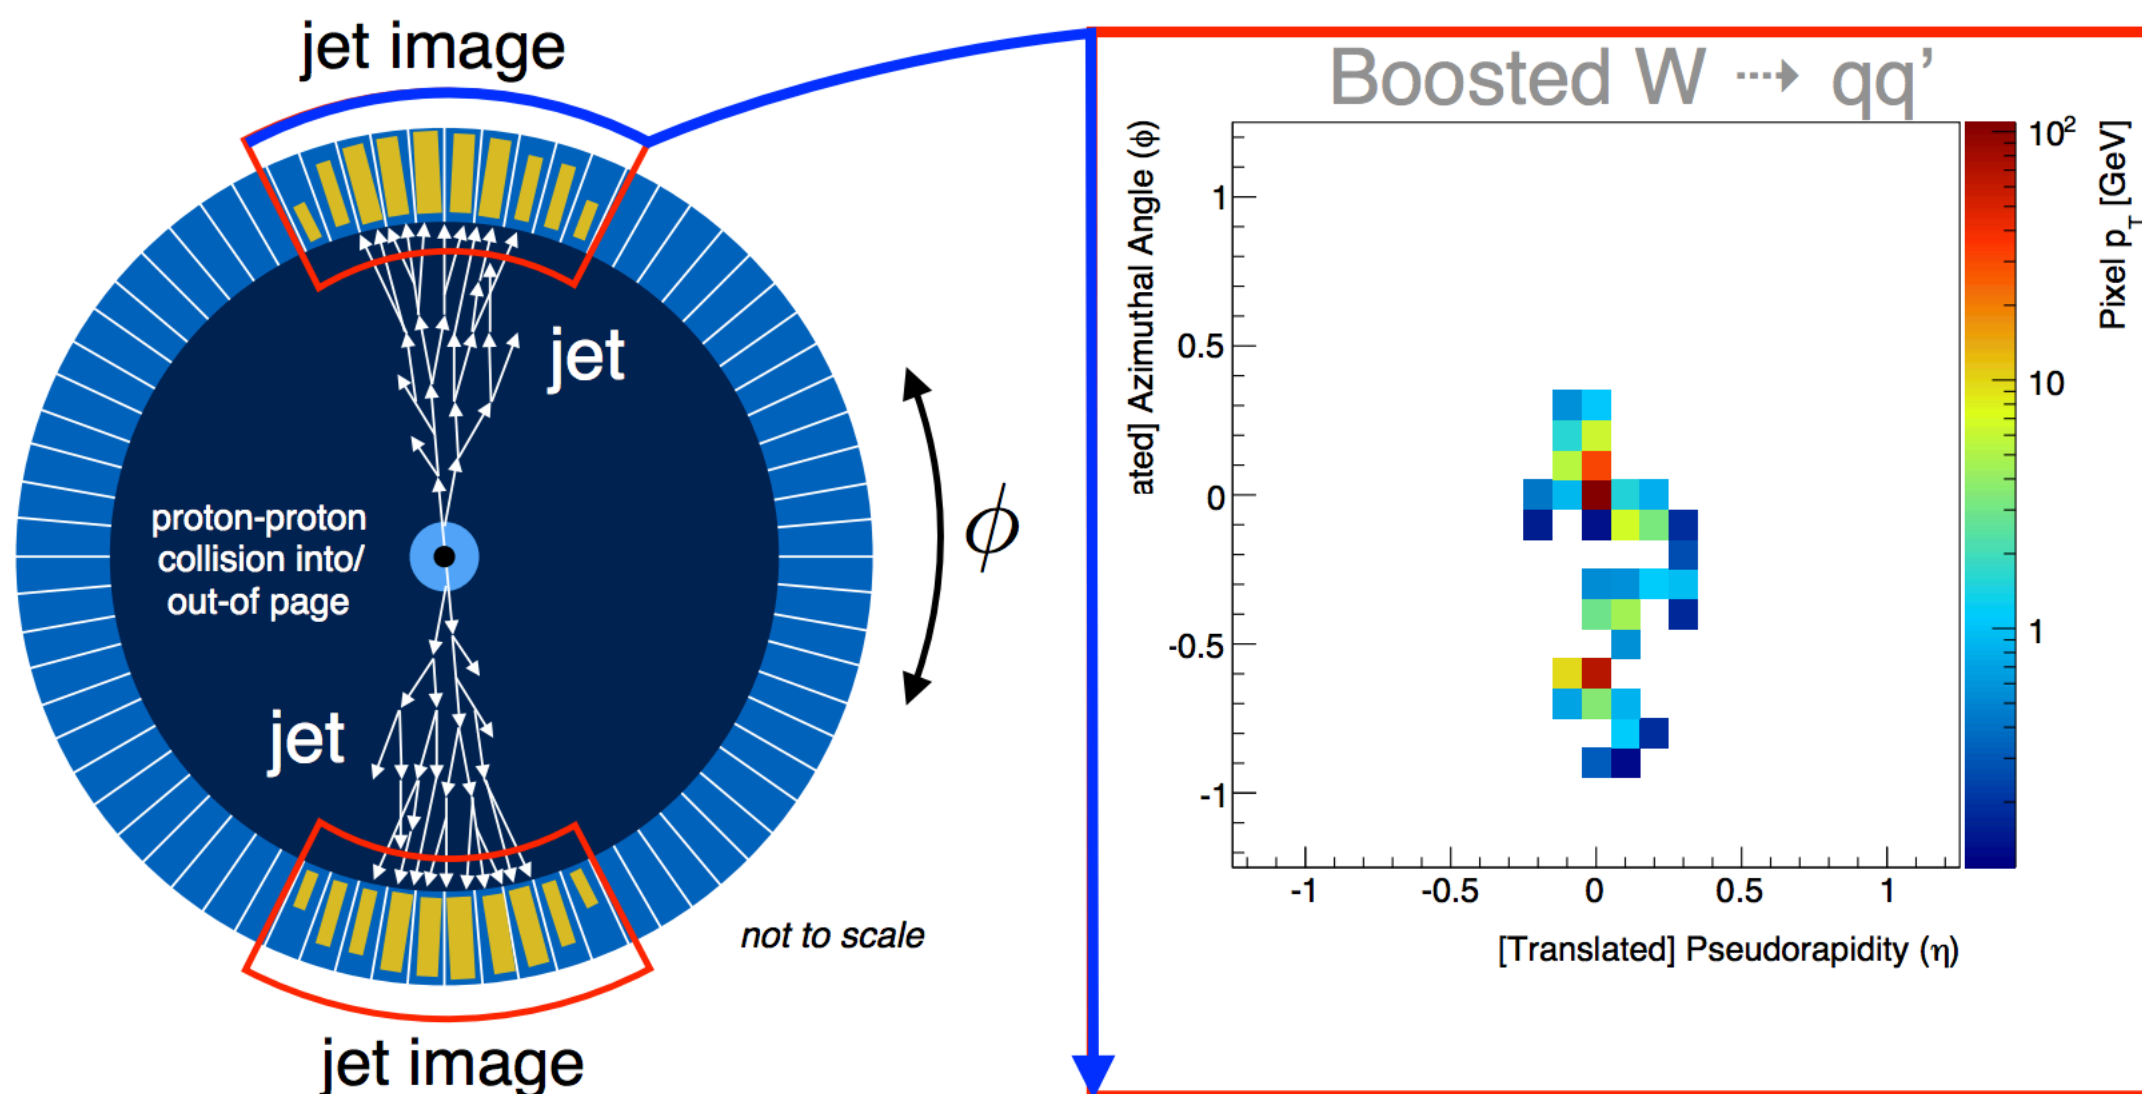 jet image
jet
proton-proton
collision into/
out-of page
ϕ
jet
not to scale
jet image
Boosted W ⇢ qq’
ated] Azimuthal Angle (ϕ)
1
0.5
0
-0.5
-1
-1 -0.5 0 0.5 1
[Translated] Pseudorapidity (η)
10²
10
1
Pixel p_T [GeV]